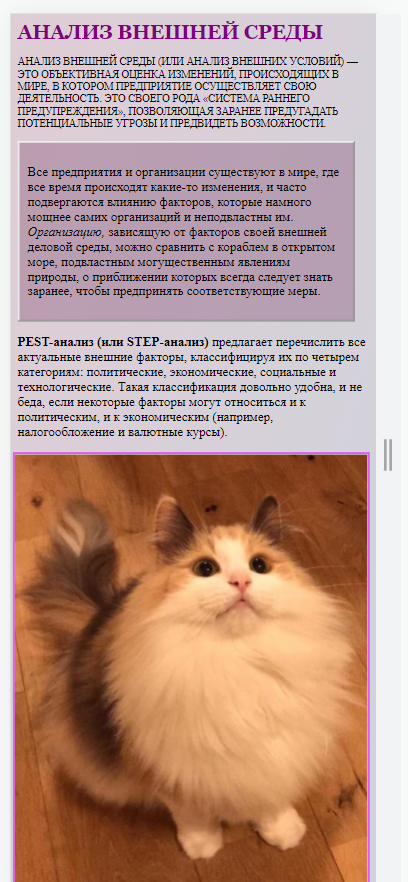 АНАЛИЗ ВНЕШНЕЙ СРЕДЫ
АНАЛИЗ ВНЕШНЕЙ СРЕДЫ (ИЛИ АНАЛИЗ ВНЕШНИХ УСЛОВИЙ) —
ЭТО ОБЪЕКТИВНАЯ ОЦЕНКА ИЗМЕНЕНИЙ, ПРОИСХОДЯЩИХ В
МИРЕ, В КОТОРОМ ПРЕДПРИЯТИЕ ОСУЩЕСТВЛЯЕТ СВОЮ
ДЕЯТЕЛЬНОСТЬ. ЭТО СВОЕГО РОДА «СИСТЕМА РАННЕГО
ПРЕДУПРЕЖДЕНИЯ», ПОЗВОЛЯЮЩАЯ ЗАРАНЕЕ ПРЕДУГАДАТЬ
ПОТЕНЦИАЛЬНЫЕ УГРОЗЫ И ПРЕДВИДЕТЬ ВОЗМОЖНОСТИ.
Все предприятия и организации существуют в мире, где
все время происходят какие-то изменения, и часто
подвергаются влиянию факторов, которые намного
мощнее самих организаций и неподвластны им.
Организацию, зависящую от факторов своей внешней
деловой среды, можно сравнить с кораблем в открытом
море, подвластным могущественным явлениям
природы, о приближении которых всегда следует знать
заранее, чтобы предпринять соответствующие меры.
PEST-анализ (или STEP-анализ) предлагает перечислить все
актуальные внешние факторы, классифицируя их по четырем
категориям: политические, экономические, социальные и
технологические. Такая классификация довольно удобна, и не
беда, если некоторые факторы могут относиться и к
политическим, и к экономическим (например,
налогообложение и валютные курсы).